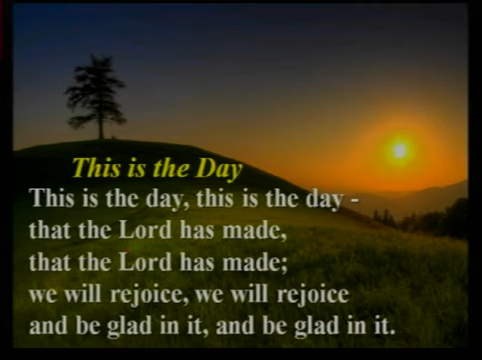 This is the Day
This is the day, this is the day -
that the Lord has made,
that the Lord has made;
we will rejoice, we will rejoice
and be glad in it, and be glad in it.